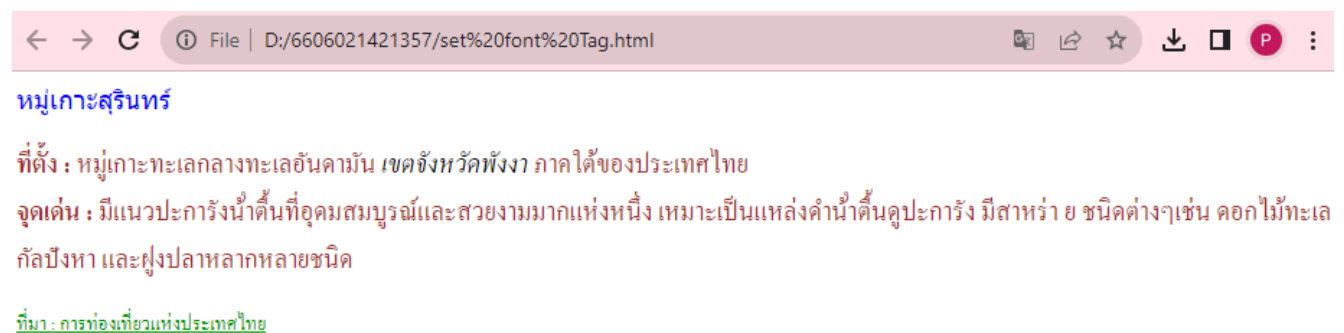 File D:/6606021421357/set%20font%20Tag.html P
หมู่เกาะสุรินทร์
ที่ตั้ง : หมู่เกาะทะเลกลางทะเลอันดามัน เขตจังหวัดพังงา ภาคใต้ของประเทศไทย
จุดเด่น : มีแนวปะการังน้ำตื้นที่อุดมสมบูรณ์และสวยงามมากแห่งหนึ่ง เหมาะเป็นแหล่งดำน้ำตื้นดูปะการัง มีสาหร่า ย ชนิดต่างๆเช่น ดอกไม้ทะเล
กัลปังหา และฝูงปลาหลากหลายชนิด
ที่มา : การท่องเที่ยวแห่งประเทศไทย